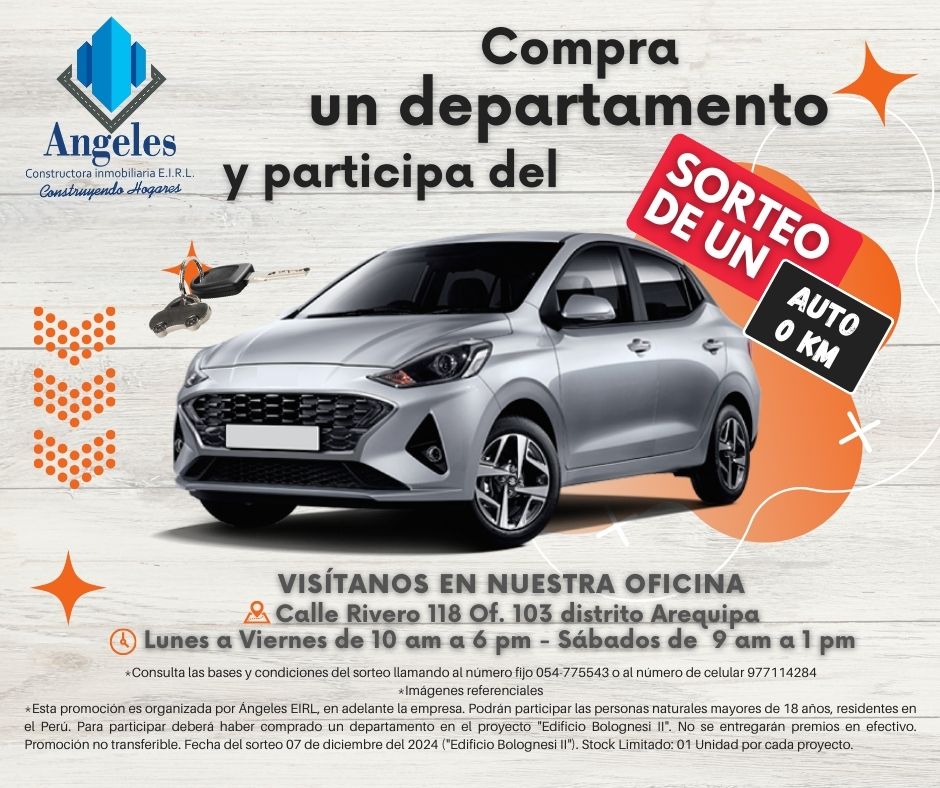 Angeles
Constructora inmobiliaria E.I.R.L.
Construyendo Hogares
Compra
un departamento
y participa del
SORTEO
DE UN
AUTO
0 KM
VISÍTANOS EN NUESTRA OFICINA
Calle Rivero 118 Of. 103 distrito Arequipa
Lunes a Viernes de 10 am a 6 pm - Sábados de 9 am a 1 pm
*Consulta las bases y condiciones del sorteo llamando al número fijo 054-775543 o al número de celular 977114284
*Imágenes referenciales
*Esta promoción es organizada por Ángeles EIRL, en adelante la empresa. Podrán participar las personas naturales mayores de 18 años, residentes en
el Perú. Para participar deberá haber comprado un departamento en el proyecto "Edificio Bolognesi II". No se entregarán premios en efectivo.
Promoción no transferible. Fecha del sorteo 07 de diciembre del 2024 ("Edificio Bolognesi II"). Stock Limitado: 01 Unidad por cada proyecto.